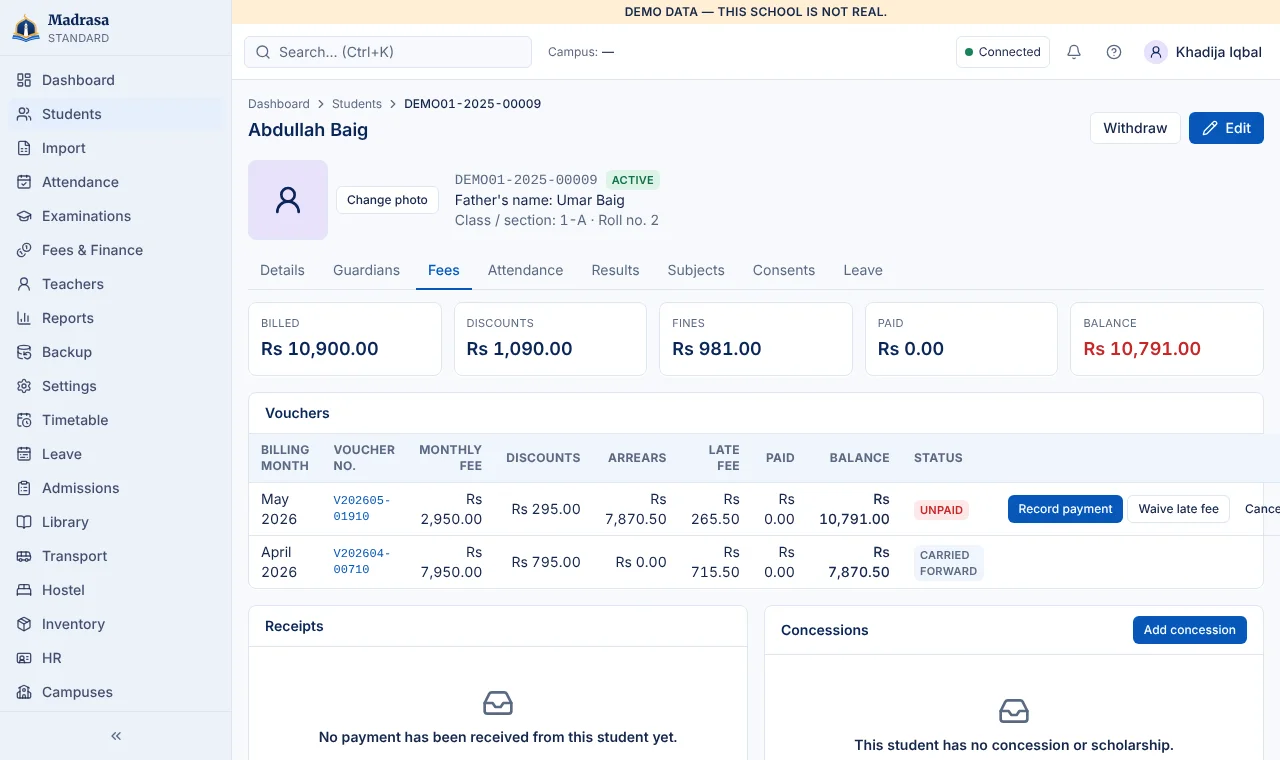 DEMO DATA — THIS SCHOOL IS NOT REAL.
Madrasa
STANDARD
Search... (Ctrl+K)
Campus: —
Connected
Khadija Iqbal
Dashboard
Students
Import
Attendance
Examinations
Fees & Finance
Teachers
Reports
Backup
Settings
Timetable
Leave
Admissions
Library
Transport
Hostel
Inventory
HR
Campuses
Dashboard > Students > DEMO01-2025-00009
Abdullah Baig
Withdraw
Edit
Change photo
DEMO01-2025-00009 ACTIVE
Father's name: Umar Baig
Class / section: 1-A · Roll no. 2
Details Guardians Fees Attendance Results Subjects Consents Leave
BILLED DISCOUNTS FINES PAID BALANCE
Rs 10,900.00 Rs 1,090.00 Rs 981.00 Rs 0.00 Rs 10,791.00
Vouchers
BILLING MONTH VOUCHER NO. MONTHLY FEE DISCOUNTS ARREARS LATE FEE PAID BALANCE STATUS
May 2026 V202605-01910 Rs 2,950.00 Rs 295.00 Rs 7,870.50 Rs 265.50 Rs 0.00 Rs 10,791.00 UNPAID Record payment Waive late fee Cance
April 2026 V202604-00710 Rs 7,950.00 Rs 795.00 Rs 0.00 Rs 715.50 Rs 0.00 Rs 7,870.50 CARRIED FORWARD
Receipts
No payment has been received from this student yet.
Concessions
Add concession
This student has no concession or scholarship.